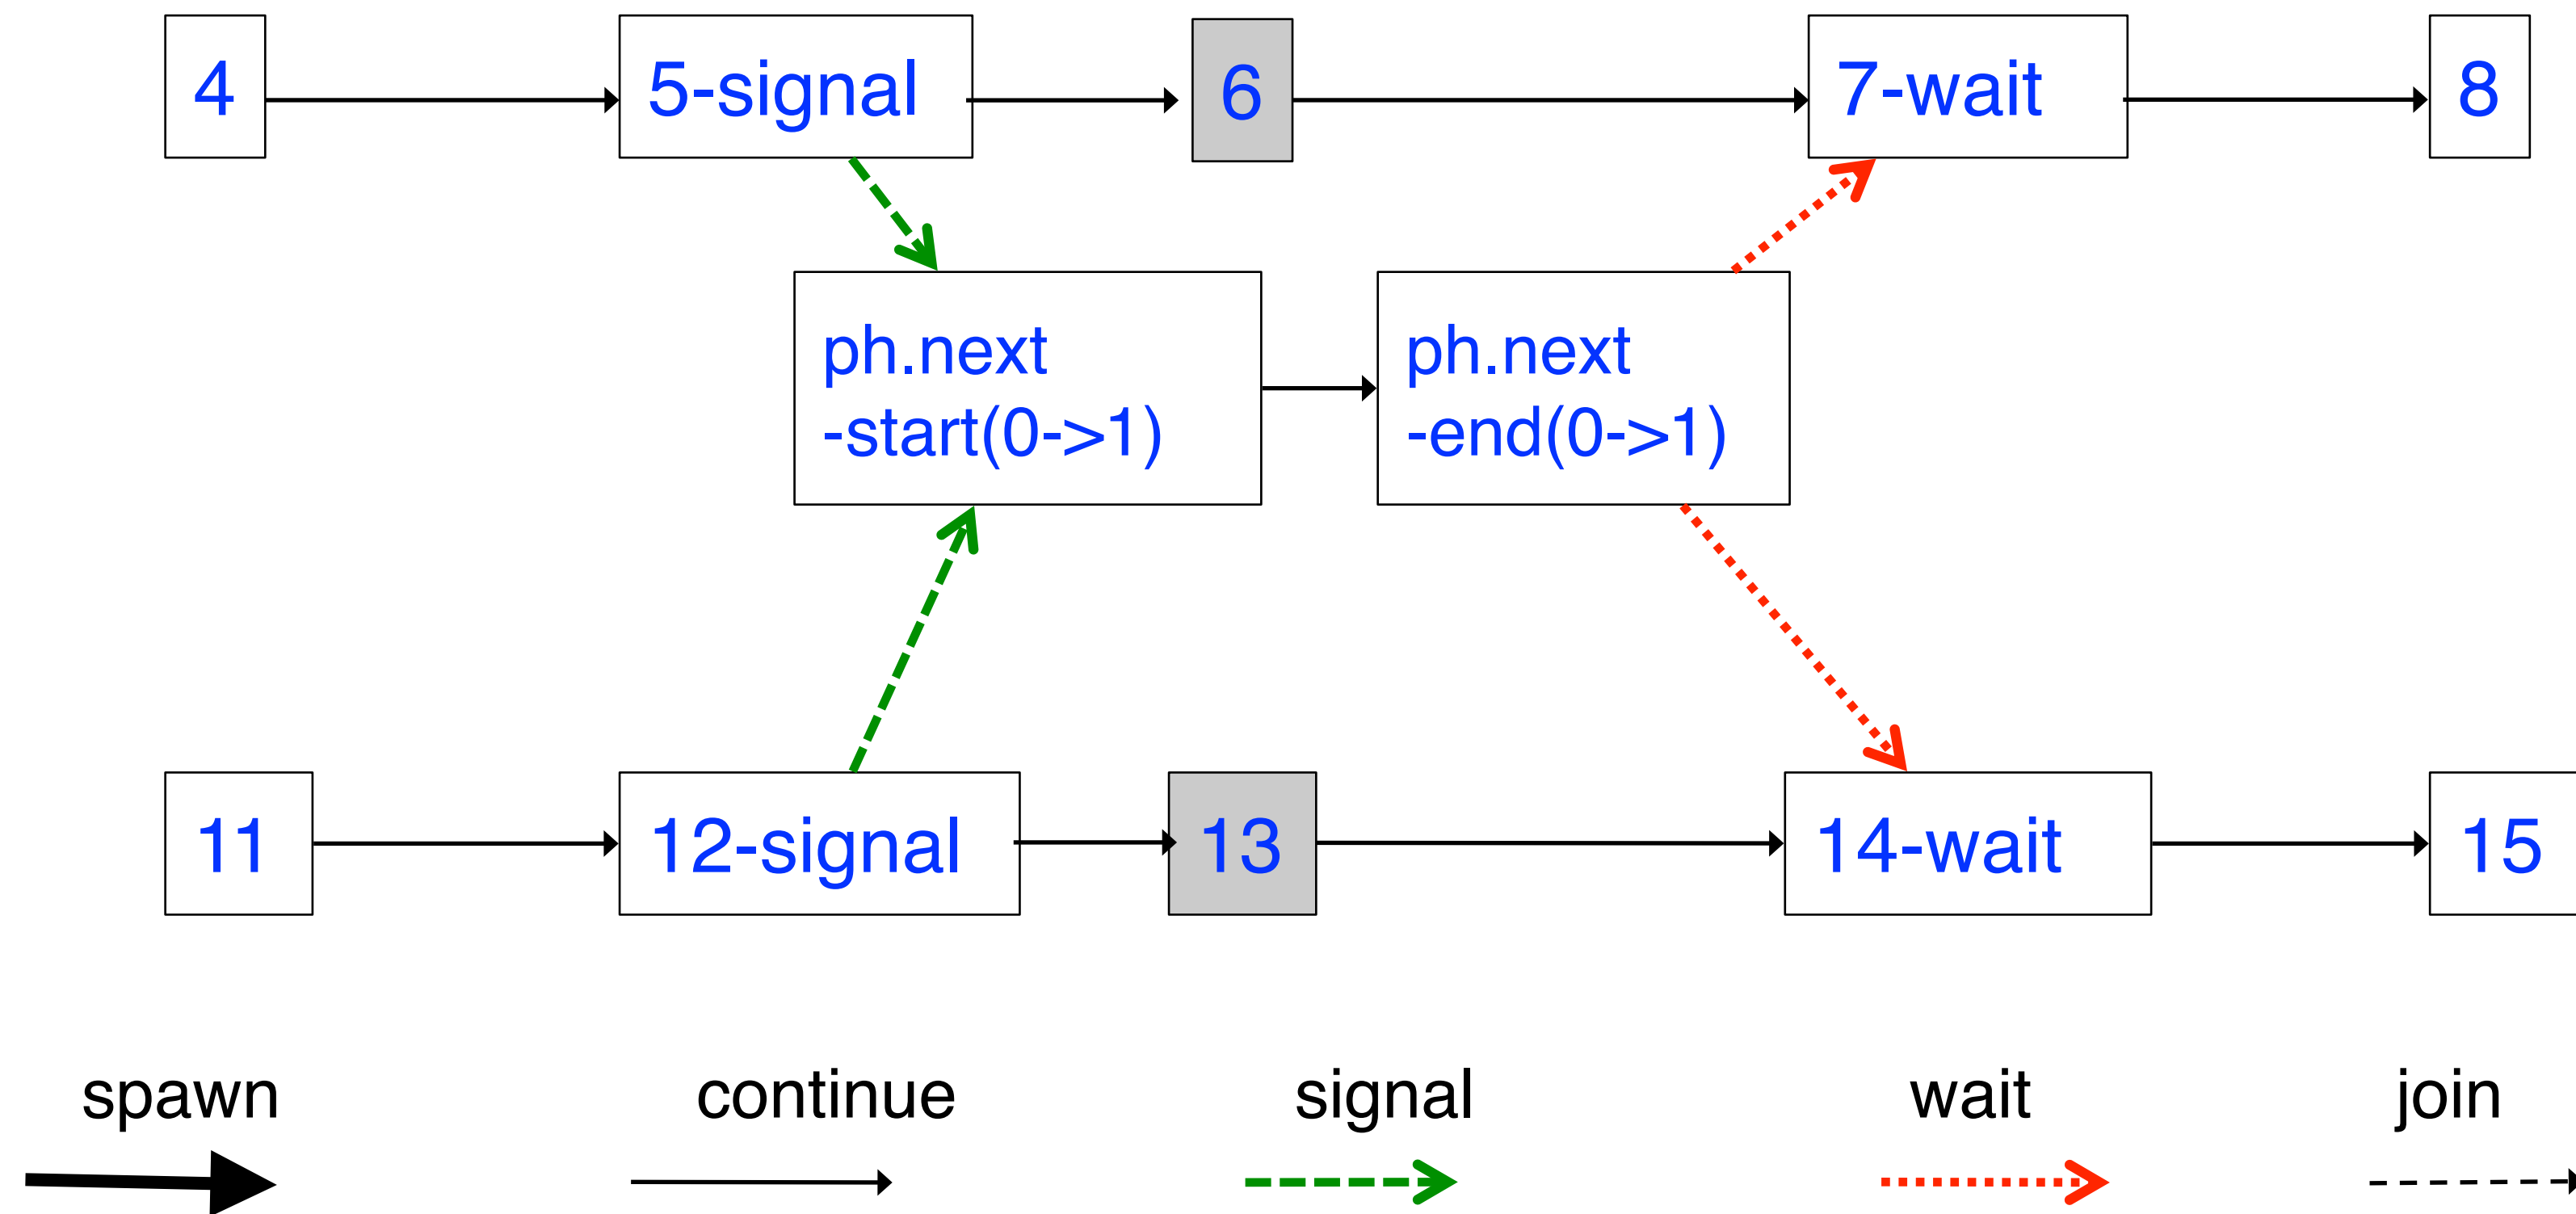 4
5-signal
6
7-wait
8
ph.next
-start(0->1)
ph.next
-end(0->1)
11
12-signal
13
14-wait
15
spawn
continue
signal
wait
join